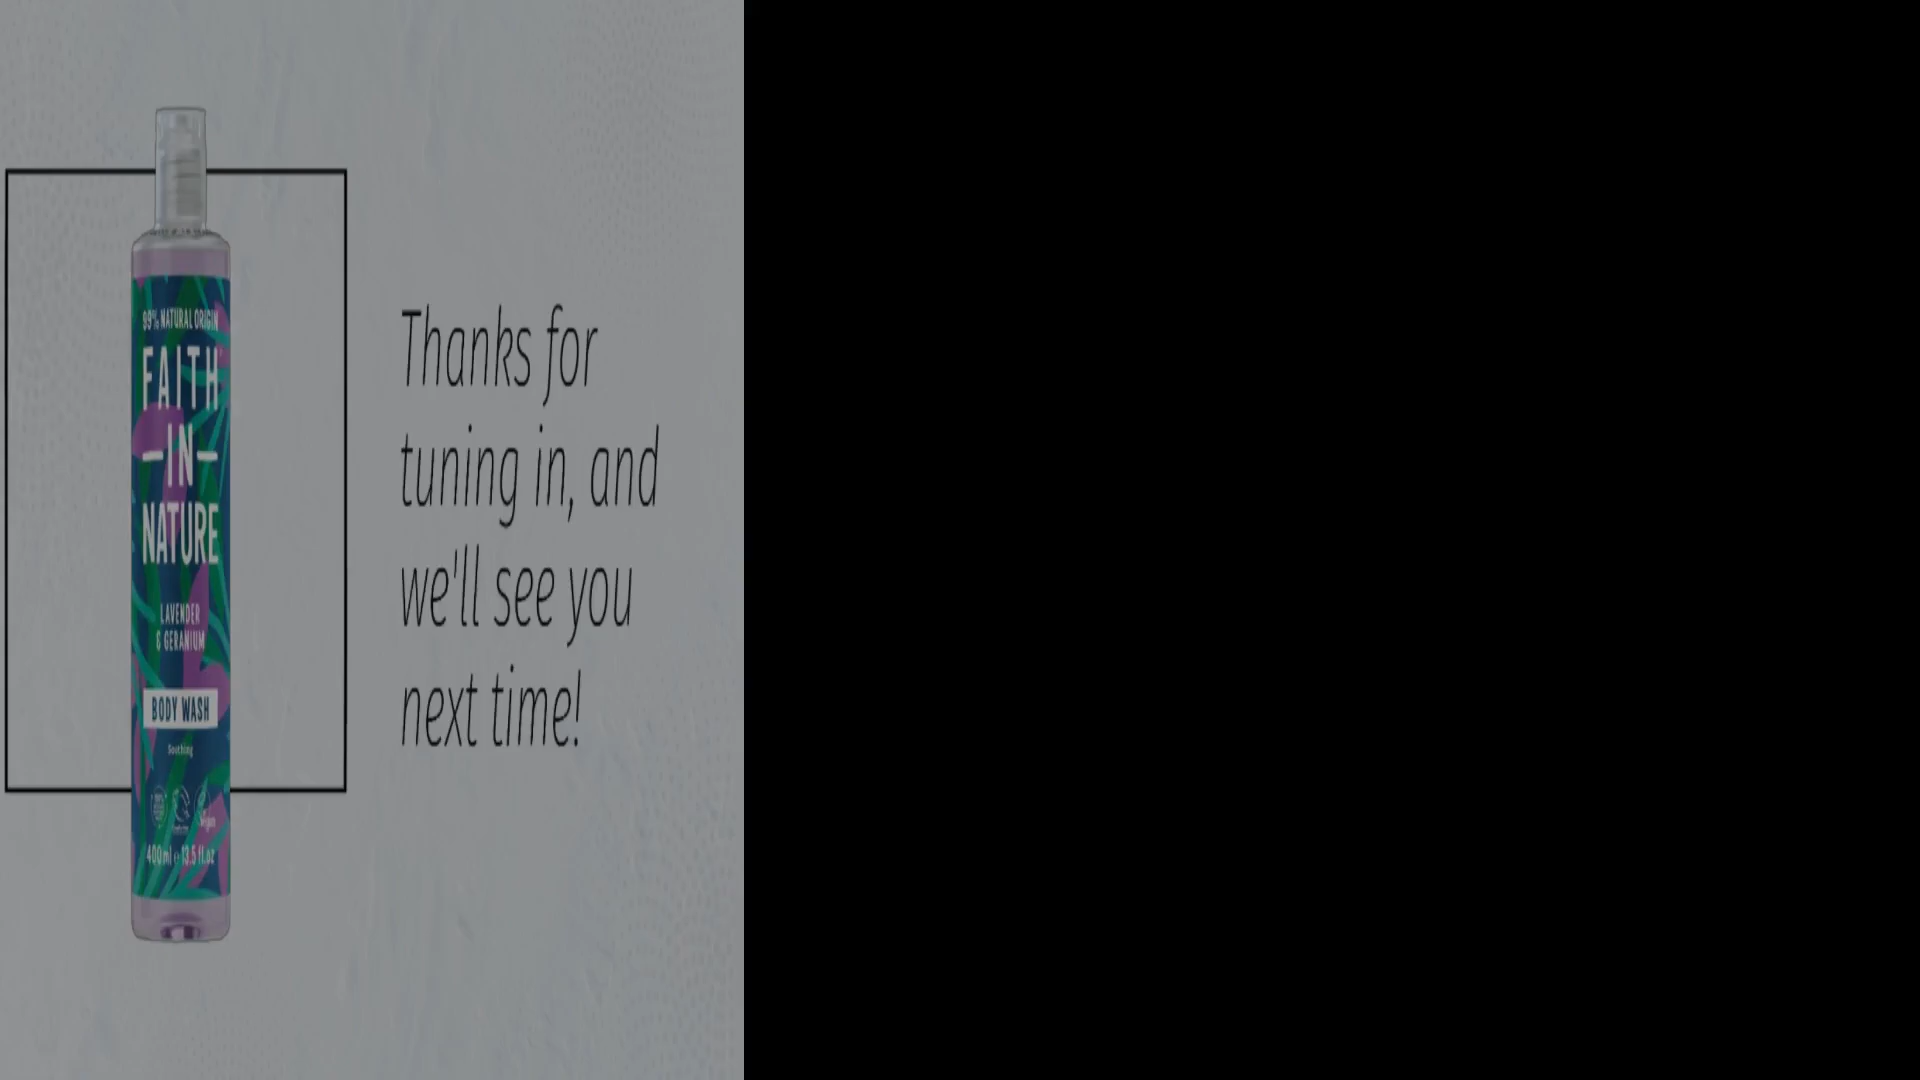 99% NATURAL ORIGIN
FAITH
IN
NATURE
LAVENDER
& GERANIUM
BODY WASH
Soothing
400ml e 13.5 fl.oz
Thanks for
tuning in, and
we'll see you
next time!